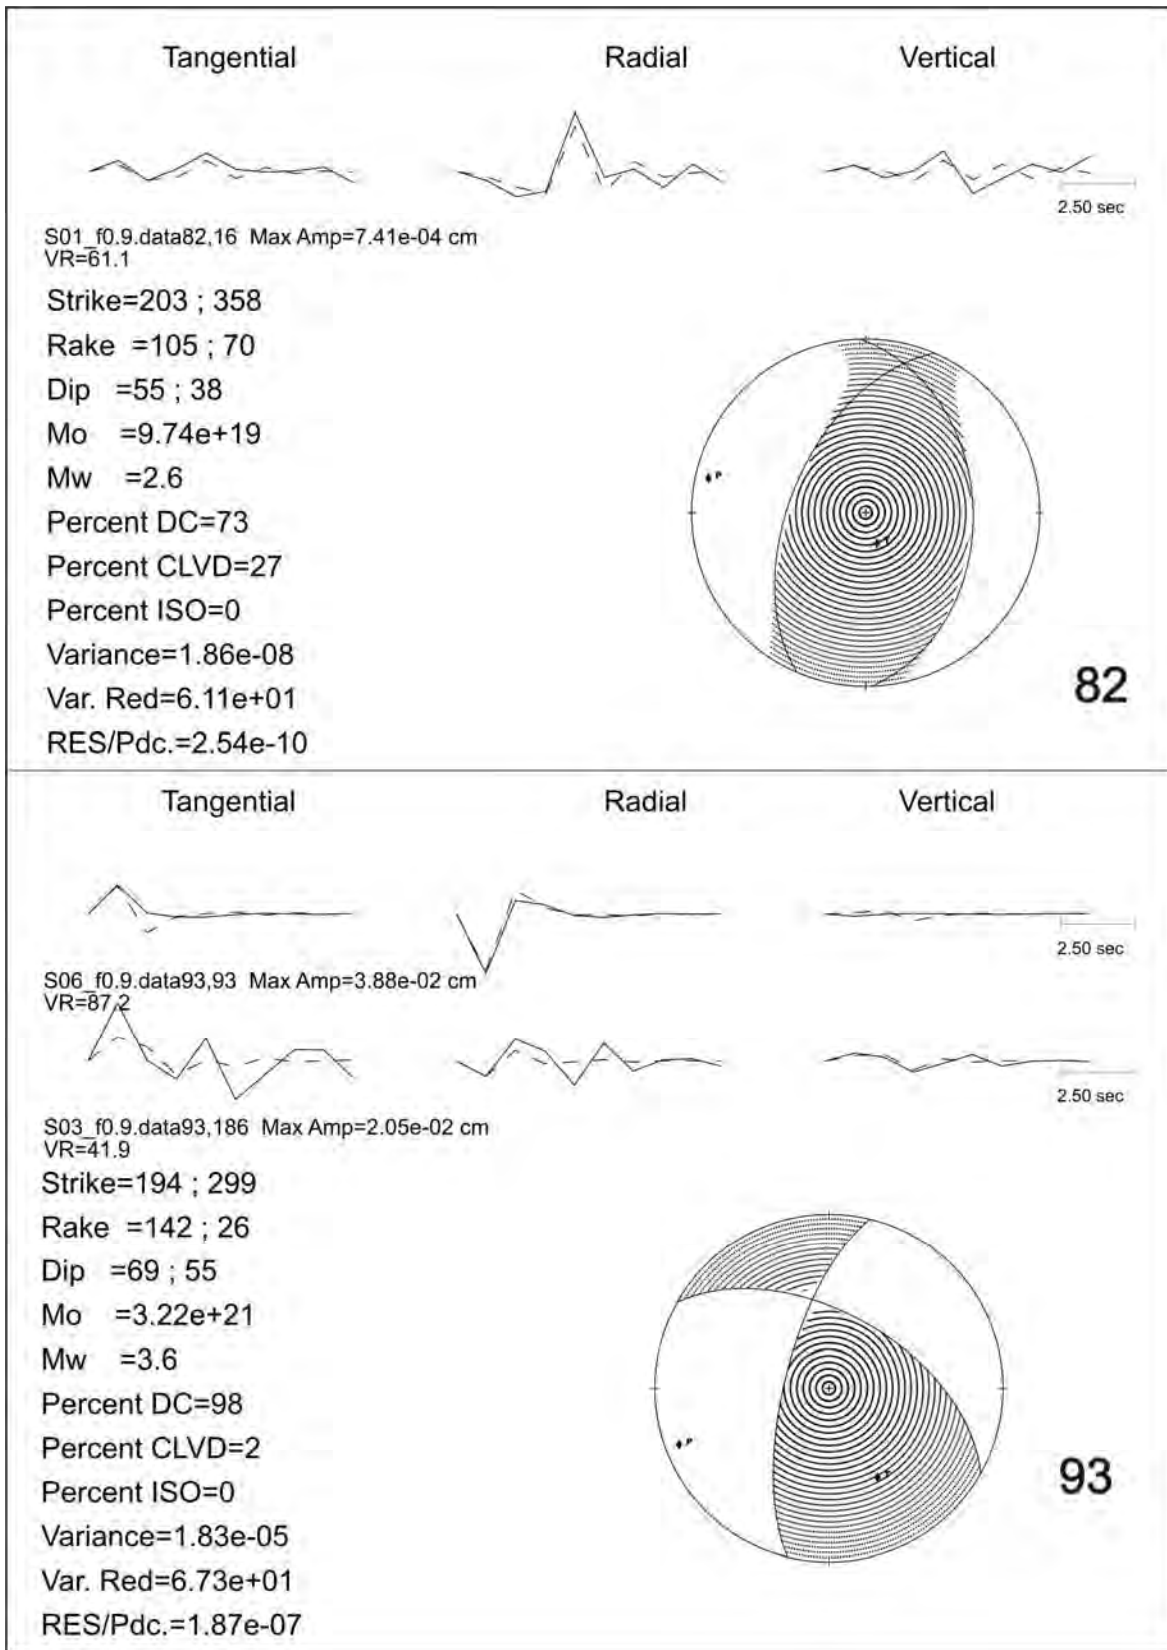 Tangential Radial Vertical
2.50 sec
S01_f0.9.data82,16 Max Amp=7.41e-04 cm
VR=61.1
Strike=203 ; 358
Rake =105 ; 70
Dip =55 ; 38
Mo =9.74e+19
Mw =2.6
Percent DC=73
Percent CLVD=27
Percent ISO=0
Variance=1.86e-08
Var. Red=6.11e+01
RES/Pdc.=2.54e-10
P
T
82
Tangential Radial Vertical
2.50 sec
S06_f0.9.data93,93 Max Amp=3.88e-02 cm
VR=87.2
2.50 sec
S03_f0.9.data93,186 Max Amp=2.05e-02 cm
VR=41.9
Strike=194 ; 299
Rake =142 ; 26
Dip =69 ; 55
Mo =3.22e+21
Mw =3.6
Percent DC=98
Percent CLVD=2
Percent ISO=0
Variance=1.83e-05
Var. Red=6.73e+01
RES/Pdc.=1.87e-07
P
T
93